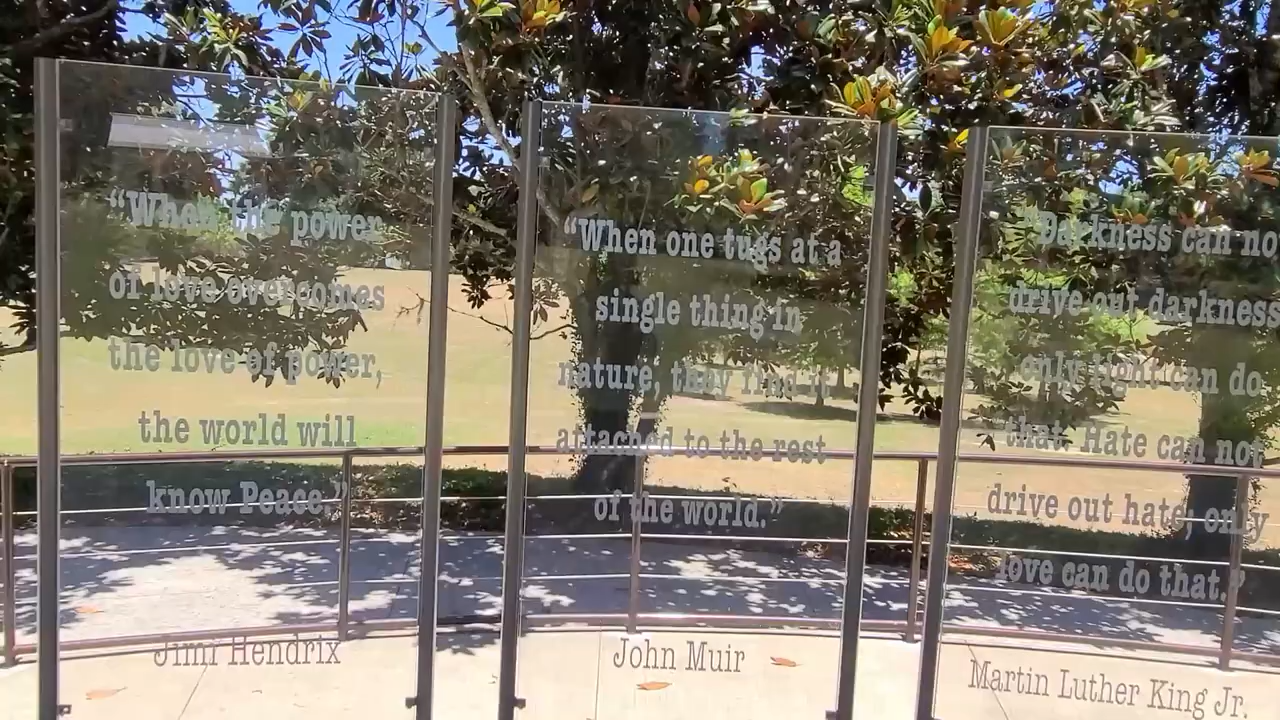 “When the power
of love overcomes
the love of power,
the world will
know Peace.”
Jimi Hendrix
“When one tugs at a
single thing in
nature, they find it
attached to the rest
of the world.”
John Muir
“Darkness can no
drive out darkness
only light can do
that. Hate can not
drive out hate, only
love can do that.”
Martin Luther King Jr.